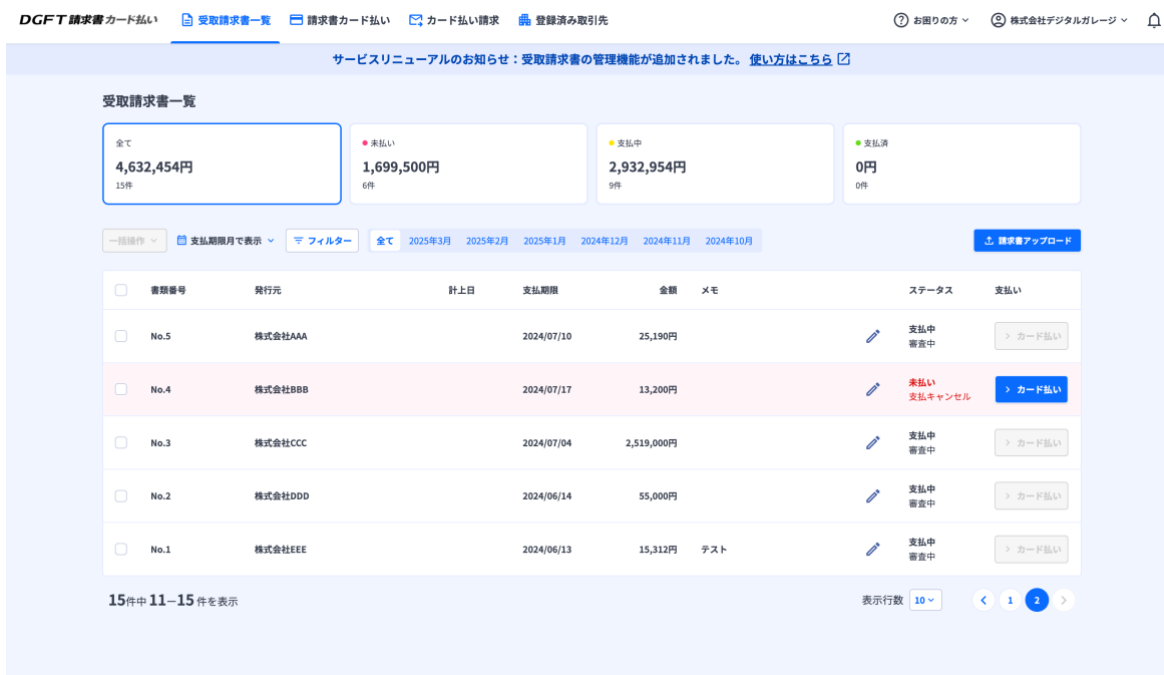 DGFT 請求書カード払い 受取請求書一覧 請求書カード払い カード払い請求 登録済み取引先 お困りの方 株式会社デジタルガレージ
サービスリニューアルのお知らせ：受取請求書の管理機能が追加されました。 使い方はこちら
受取請求書一覧
全て 未払い 支払中 支払済
4,632,454円 1,699,500円 2,932,954円 0円
15件 6件 9件 0件
一括操作 支払期限月で表示 フィルター 全て 2025年3月 2025年2月 2025年1月 2024年12月 2024年11月 2024年10月 請求書アップロード
書類番号 発行元 計上日 支払期限 金額 メモ ステータス 支払い
No.5 株式会社AAA 2024/07/10 25,190円 支払中 審査中 カード払い
No.4 株式会社BBB 2024/07/17 13,200円 未払い 支払キャンセル カード払い
No.3 株式会社CCC 2024/07/04 2,519,000円 支払中 審査中 カード払い
No.2 株式会社DDD 2024/06/14 55,000円 支払中 審査中 カード払い
No.1 株式会社EEE 2024/06/13 15,312円 テスト 支払中 審査中 カード払い
15件中 11–15 件を表示 表示行数 10 1 2